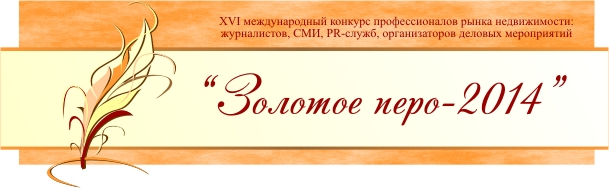 XVI международный конкурс профессионалов рынка недвижимости:
журналистов, СМИ, PR-служб, организаторов деловых мероприятий
“Золотое перо-2014”